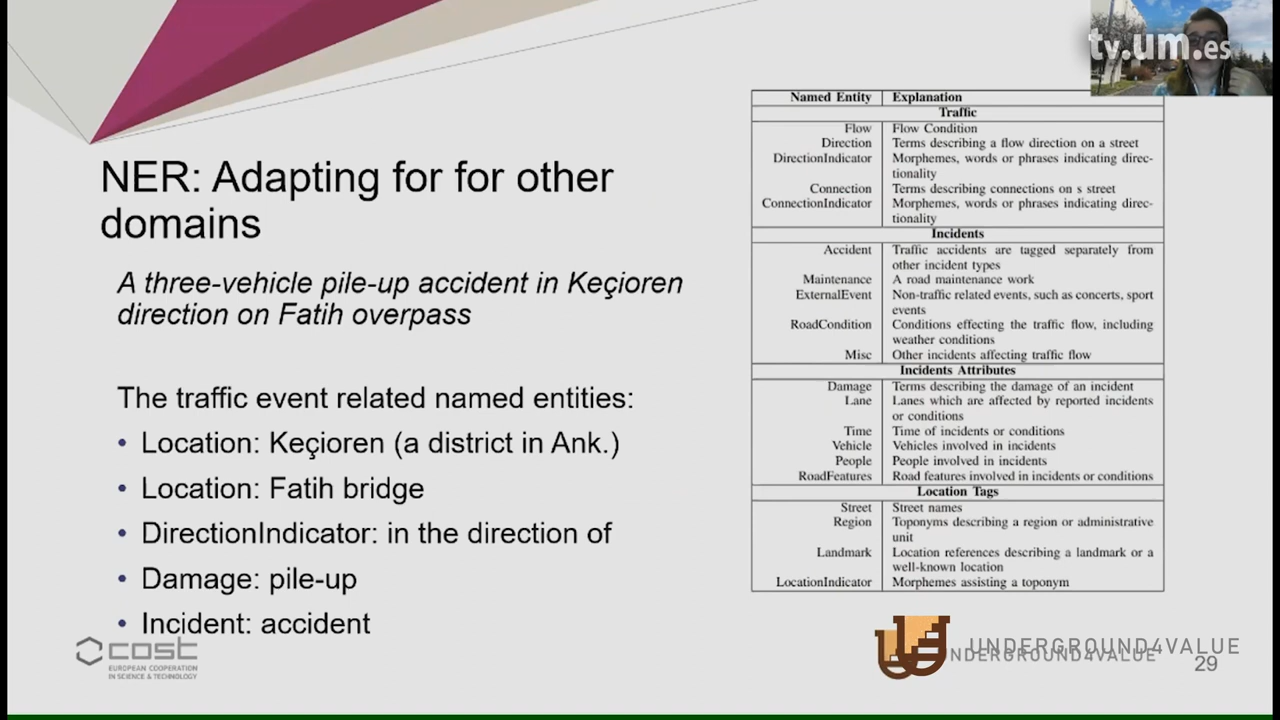 tv.um.es
NER: Adapting for for other
domains
A three-vehicle pile-up accident in Keçioren
direction on Fatih overpass
The traffic event related named entities:
• Location: Keçioren (a district in Ank.)
• Location: Fatih bridge
• DirectionIndicator: in the direction of
• Damage: pile-up
• Incident: accident
Named Entity Explanation
Traffic
Flow Flow Condition
Direction Terms describing a flow direction on a street
DirectionIndicator Morphemes, words or phrases indicating direc-
tionality
Connection Terms describing connections on s street
ConnectionIndicator Morphemes, words or phrases indicating direc-
tionality
Incidents
Accident Traffic accidents are tagged separately from
other incident types
Maintenance A road maintenance work
ExternalEvent Non-traffic related events, such as concerts, sport
events
RoadCondition Conditions effecting the traffic flow, including
weather conditions
Misc Other incidents affecting traffic flow
Incidents Attributes
Damage Terms describing the damage of an incident
Lane Lanes which are affected by reported incidents
or conditions
Time Time of incidents or conditions
Vehicle Vehicles involved in incidents
People People involved in incidents
RoadFeatures Road features involved in incidents or conditions
Location Tags
Street Street names
Region Toponyms describing a region or administrative
unit
Landmark Location references describing a landmark or a
well-known location
LocationIndicator Morphemes assisting a toponym
cost
EUROPEAN COOPERATION
IN SCIENCE & TECHNOLOGY
UNDERGROUND4VALUE
UNDERGROUND4VALUE
29